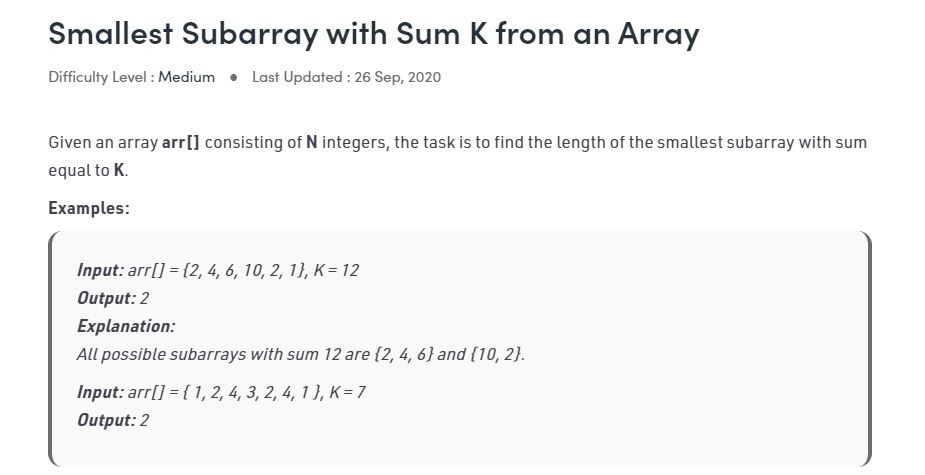 Smallest Subarray with Sum K from an Array
Difficulty Level : Medium ● Last Updated : 26 Sep, 2020
Given an array arr[] consisting of N integers, the task is to find the length of the smallest subarray with sum
equal to K.
Examples:
Input: arr[] = {2, 4, 6, 10, 2, 1}, K = 12
Output: 2
Explanation:
All possible subarrays with sum 12 are {2, 4, 6} and {10, 2}.
Input: arr[] = { 1, 2, 4, 3, 2, 4, 1 }, K = 7
Output: 2